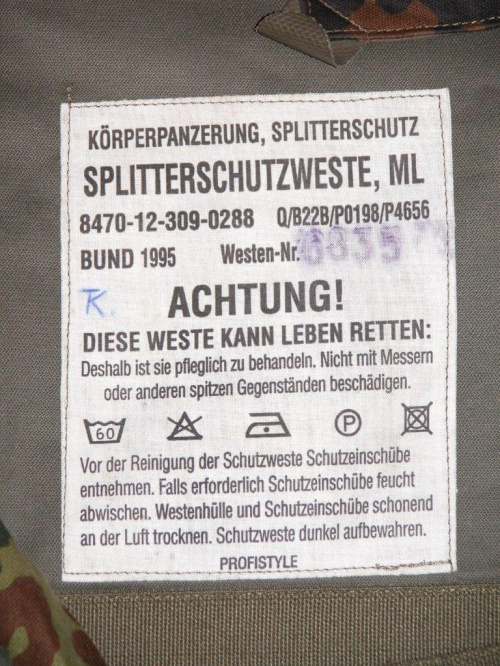 KÖRPERPANZERUNG, SPLITTERSCHUTZ
SPLITTERSCHUTZWESTE, ML
8470-12-309-0288 Q/B22B/P0198/P4656
BUND 1995 Westen-Nr.
ACHTUNG!
DIESE WESTE KANN LEBEN RETTEN:
Deshalb ist sie pfleglich zu behandeln. Nicht mit Messern
oder anderen spitzen Gegenständen beschädigen.
60 P
Vor der Reinigung der Schutzweste Schutzeinschübe
entnehmen. Falls erforderlich Schutzeinschübe feucht
abwischen. Westenhülle und Schutzeinschübe schonend
an der Luft trocknen. Schutzweste dunkel aufbewahren.
PROFISTYLE